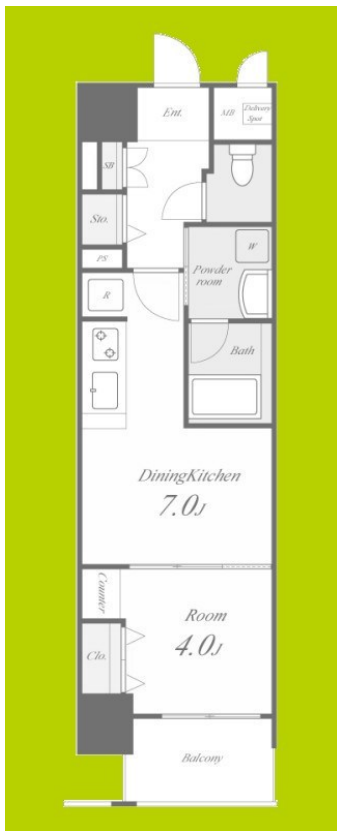 Ent.
MB
Delivery
Spot
SB
Sto.
PS
W
Powder
room
R
Bath
DiningKitchen
7.0J
Counter
Room
4.0J
Clo.
Balcony